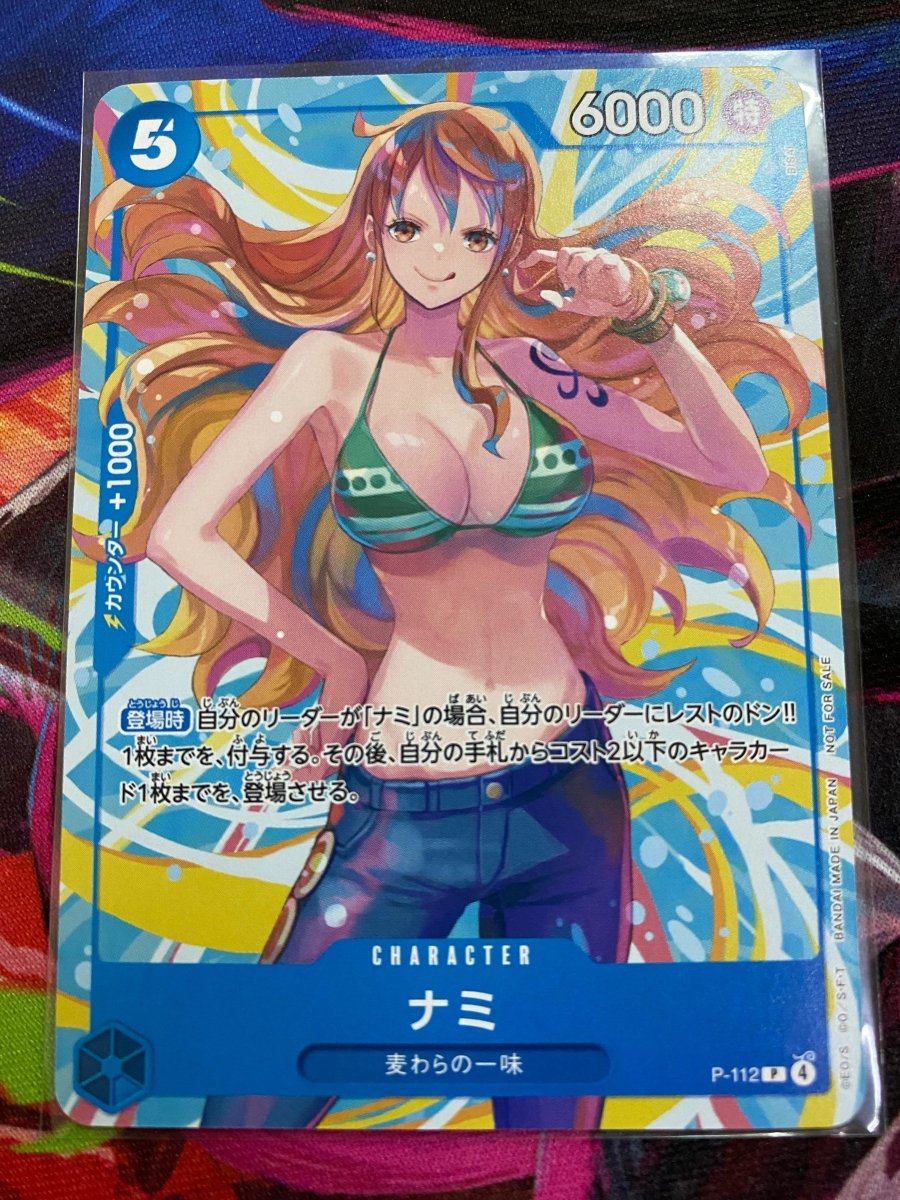 5
6000 特
カウンター +1000
登場時 自分のリーダーが「ナミ」の場合、自分のリーダーにレストのドン!!
1枚までを、付与する。その後、自分の手札からコスト2以下のキャラカー
ド1枚までを、登場させる。
CHARACTER
ナミ
麦わらの一味
P-112 P 4
©E.O/S ©O/S・F・T BANDAI MADE IN JAPAN NOT FOR SALE